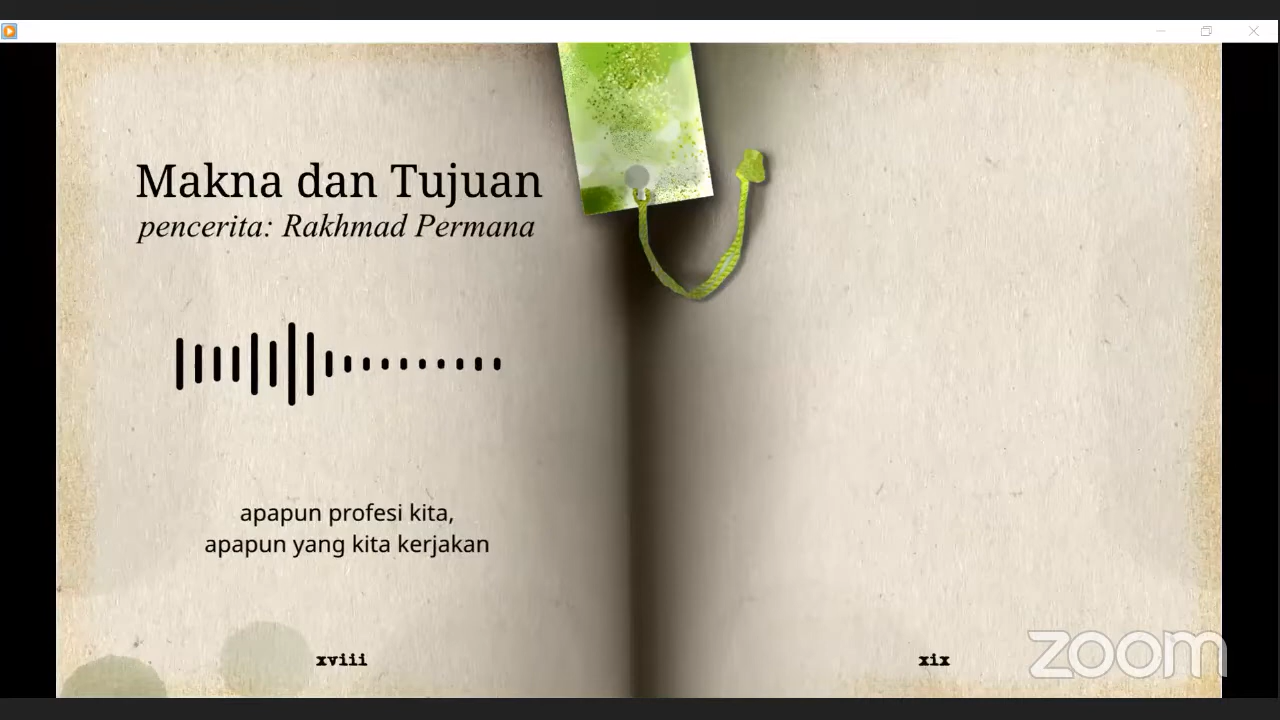 Makna dan Tujuan
pencerita: Rakhmad Permana
apapun profesi kita,
apapun yang kita kerjakan
xviii
xix
zoom